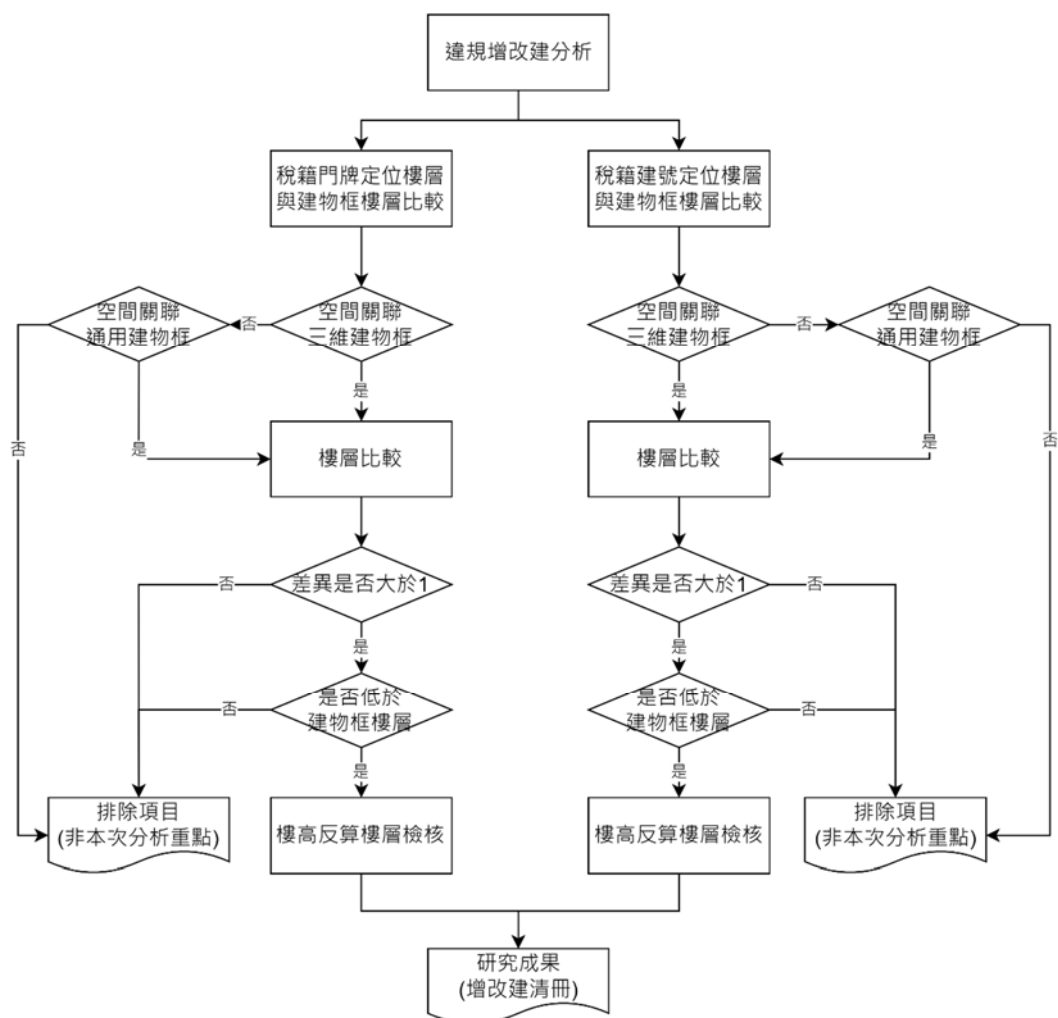 違規增改建分析
稅籍門牌定位樓層
與建物框樓層比較
稅籍建號定位樓層
與建物框樓層比較
空間關聯
通用建物框
否
空間關聯
三維建物框
空間關聯
三維建物框
否
空間關聯
通用建物框
是
是
否
是
樓層比較
樓層比較
是
否
否
差異是否大於1
差異是否大於1
否
是
是
否
是否低於
建物框樓層
是否低於
建物框樓層
否
是
是
排除項目
(非本次分析重點)
樓高反算樓層檢核
樓高反算樓層檢核
排除項目
(非本次分析重點)
研究成果
(增改建清冊)